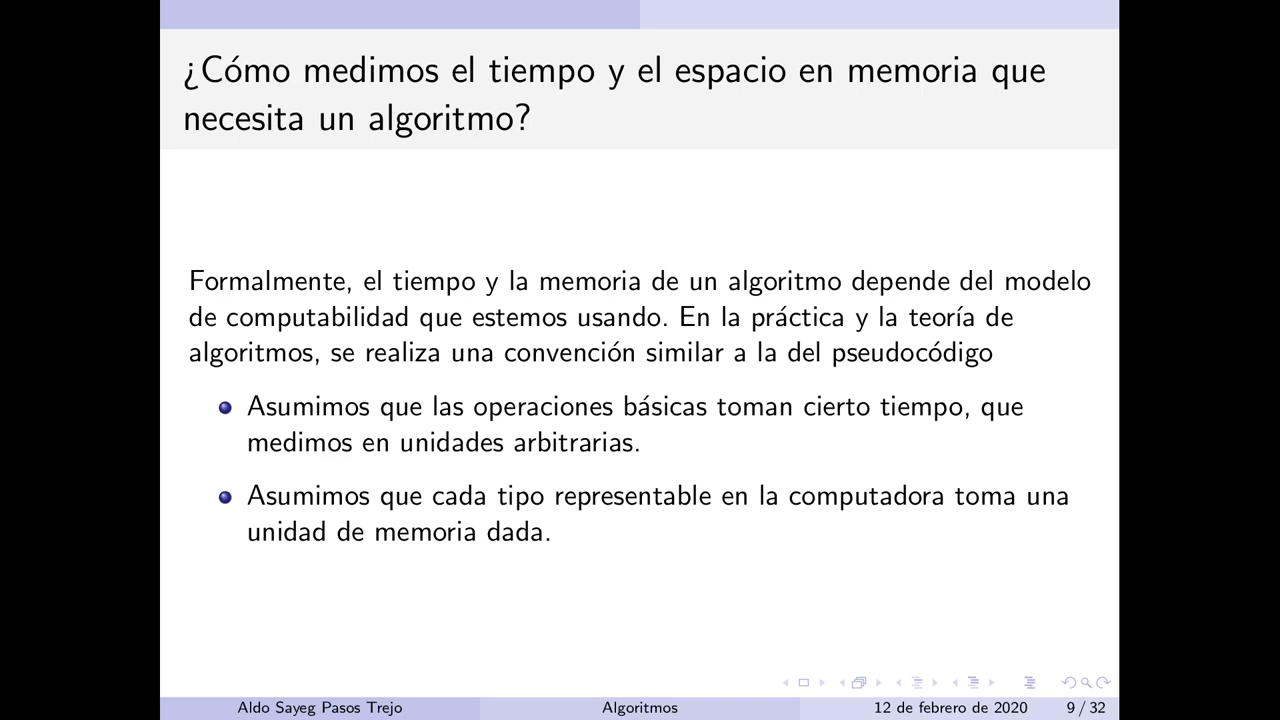 ¿Cómo medimos el tiempo y el espacio en memoria que
necesita un algoritmo?
Formalmente, el tiempo y la memoria de un algoritmo depende del modelo
de computabilidad que estemos usando. En la práctica y la teoría de
algoritmos, se realiza una convención similar a la del pseudocódigo
Asumimos que las operaciones básicas toman cierto tiempo, que
medimos en unidades arbitrarias.
Asumimos que cada tipo representable en la computadora toma una
unidad de memoria dada.
Aldo Sayeg Pasos Trejo Algoritmos 12 de febrero de 2020 9 / 32